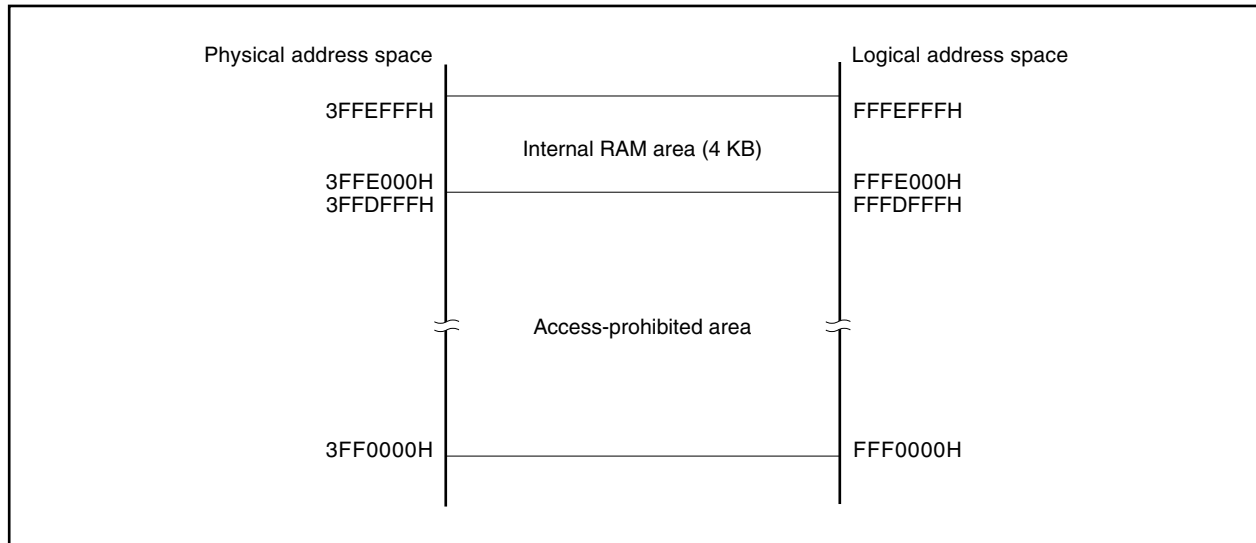 Physical address space
Logical address space
3FFEFFFH
FFFEFFFH
Internal RAM area (4 KB)
3FFE000H
FFFE000H
3FFDFFFH
FFFDFFFH
Access-prohibited area
3FF0000H
FFF0000H